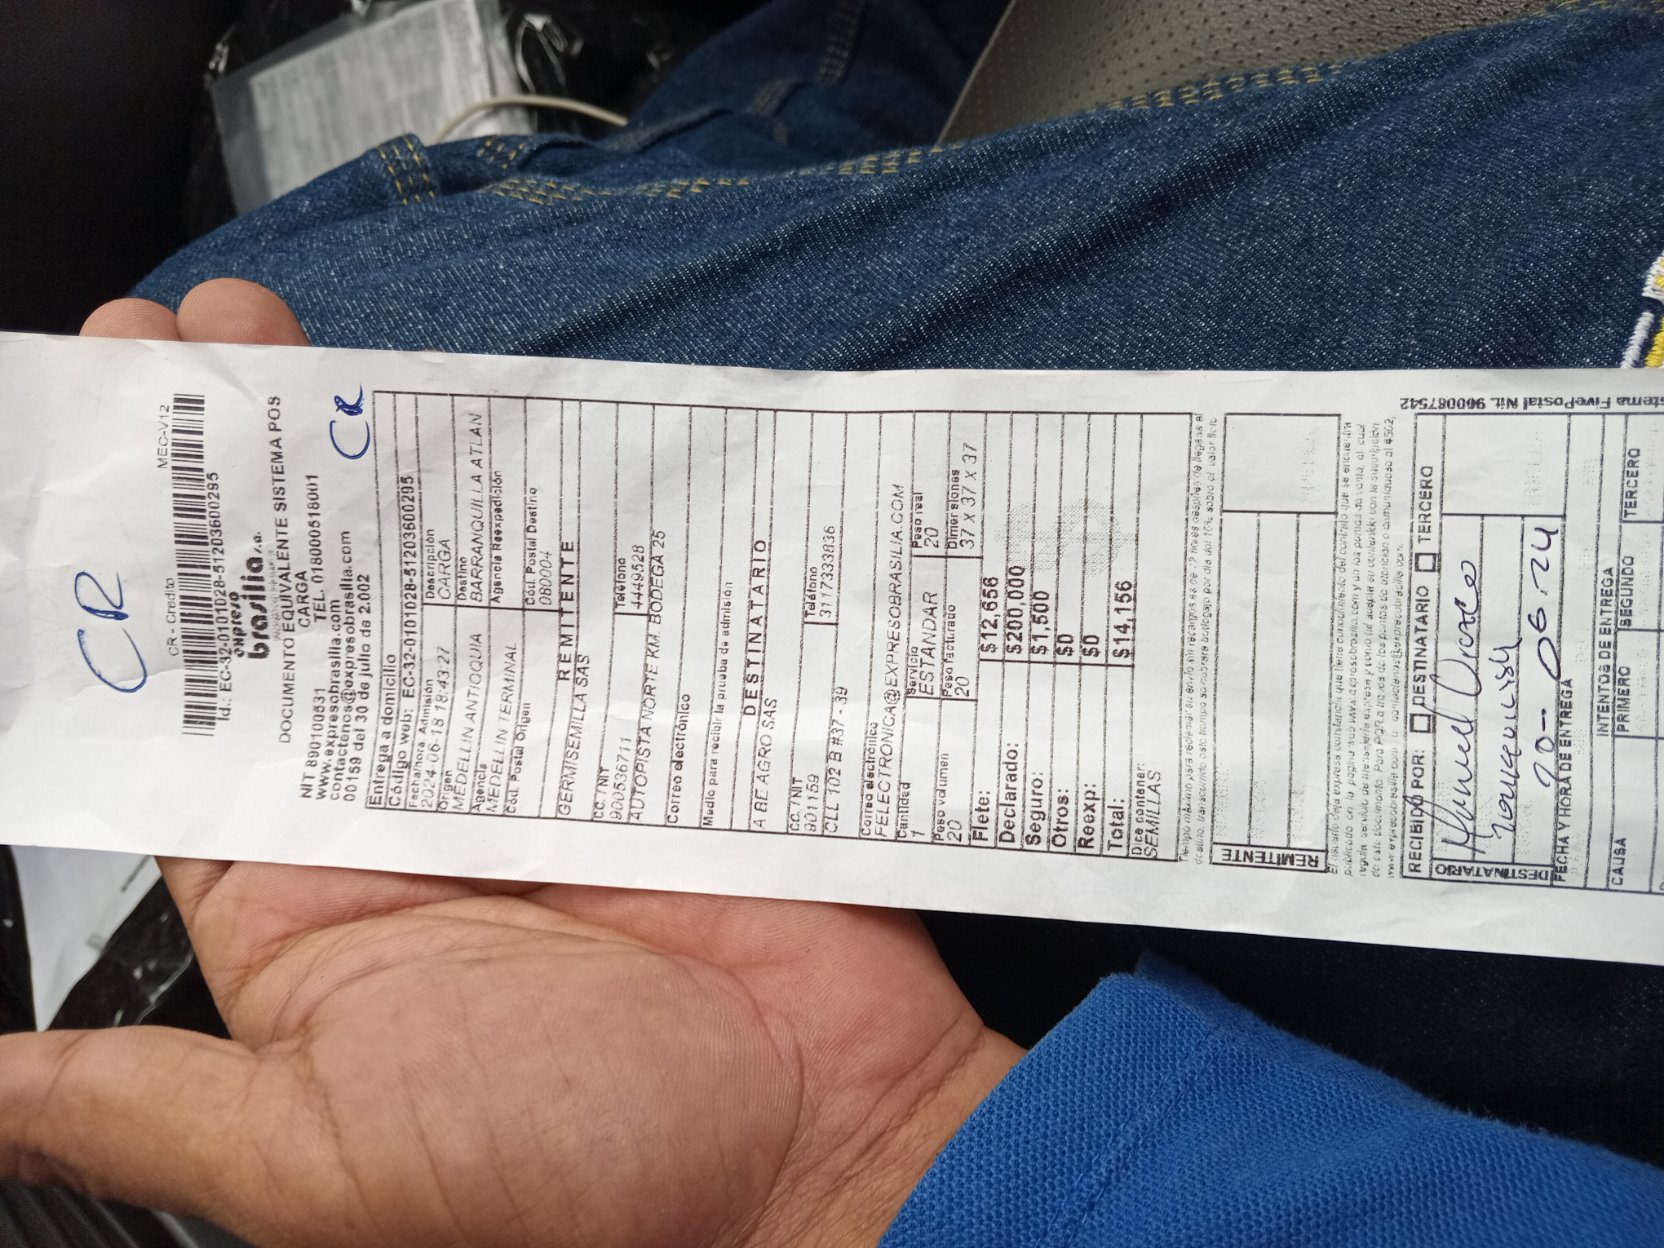 CR
MEC-V12
CR - Credito
Id.: EC-32-0101028-51203600295
expreso
brasilia s.a.
DOCUMENTO EQUIVALENTE SISTEMA POS
CARGA
NIT 890100531 TEL. 018000518001
www.expresobrasilia.com
contactenos@expresobrasilia.com
00159 del 30 de julio de 2.002
CR
Entrega a domicilio
Código web: EC-32-0101028-51203600295
Fecha/hora Admisión Descripción
2024-06-18 18:43:27 CARGA
Origen Destino
MEDELLIN ANTIOQUIA BARRANQUILLA ATLAN
Agencia Agencia Reexpedición
MEDELLIN TERMINAL
Cód. Postal Origen Cód. Postal Destino
080004
REMITENTE
GERMISEMILLA SAS
CC. / NIT Teléfono
900536711 4449528
AUTOPISTA NORTE KM. BODEGA 25
Correo electrónico
Medio para recibir la prueba de admisión
DESTINATARIO
A BE AGRO SAS
CC. / NIT Teléfono
901159 3117333836
CLL 102 B #37 - 39
Correo electrónico
FELECTRONICA@EXPRESOBRASILIA.COM
Cantidad Servicio Peso real
1 ESTANDAR 20
Peso volumen Peso facturado Dimensiones
20 20 37 X 37 X 37
Flete: $12,656
Declarado: $200,000
Seguro: $1,500
Otros: $0
Reexp: $0
Total: $14,156
Dice contener:
SEMILLAS
REMITENTE
RECIBIDO POR: DESTINATARIO TERCERO
DESTINATARIO
20-06-24
FECHA Y HORA DE ENTREGA
INTENTOS DE ENTREGA
CAUSA PRIMERO SEGUNDO TERCERO
stema FivePostal Nit. 900087542